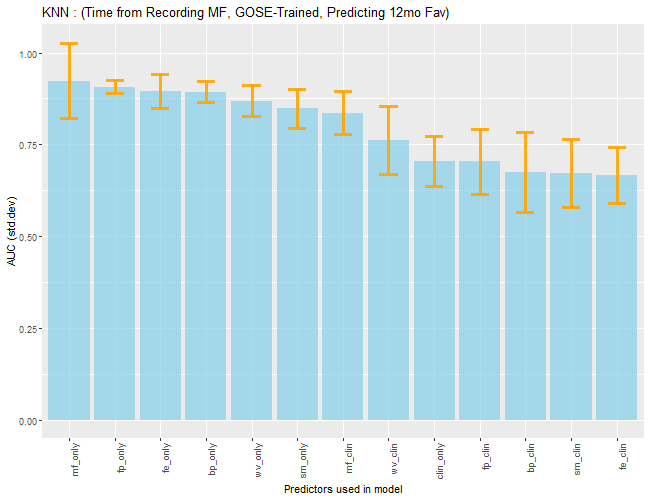 KNN : (Time from Recording MF, GOSE-Trained, Predicting 12mo Fav)
AUC (std.dev)
1.00
0.75
0.50
0.25
0.00
mf_only
fp_only
fe_only
bp_only
wv_only
sm_only
mf_clin
wv_clin
clin_only
fp_clin
bp_clin
sm_clin
fe_clin
Predictors used in model